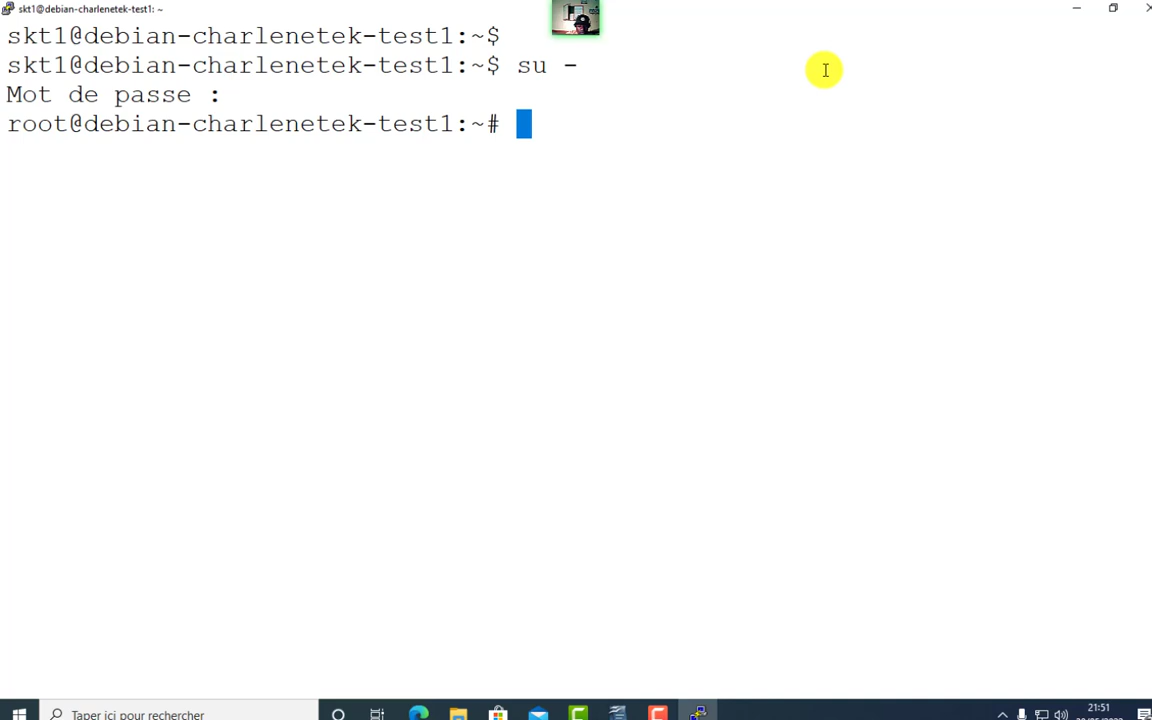 skt1@debian-charlenetek-test1: ~
skt1@debian-charlenetek-test1:~$
skt1@debian-charlenetek-test1:~$ su -
Mot de passe :
root@debian-charlenetek-test1:~#
Taper ici pour rechercher
21:51